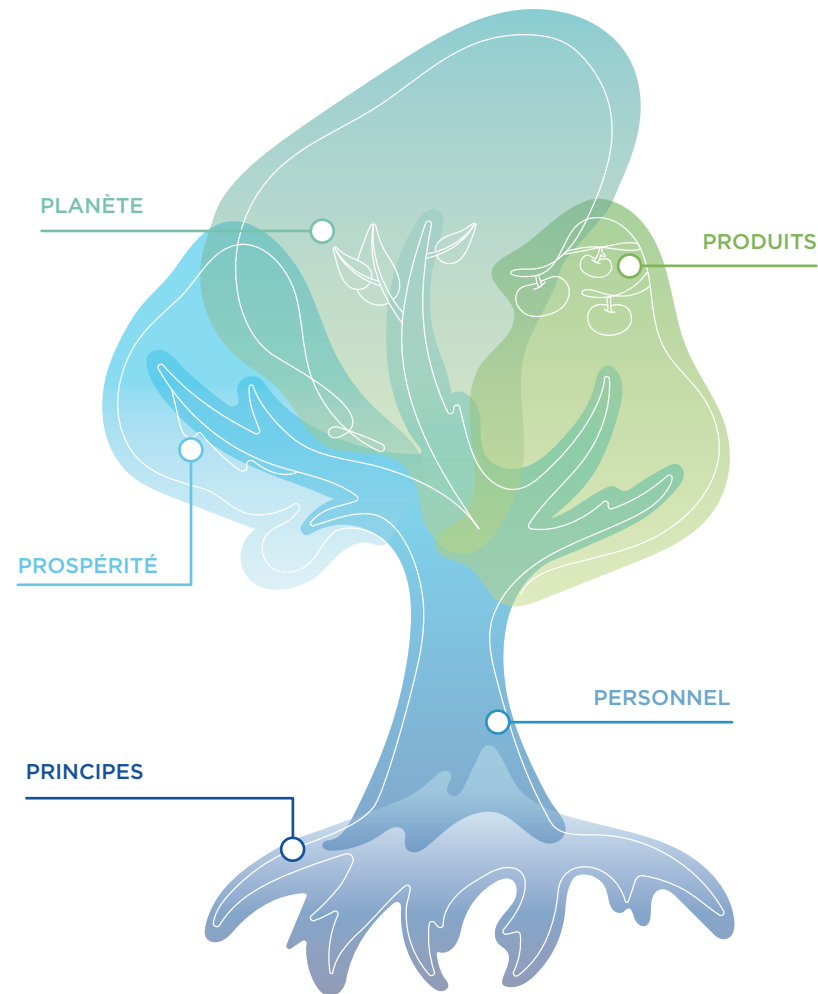 PLANÈTE
PRODUITS
PROSPÉRITÉ
PERSONNEL
PRINCIPES